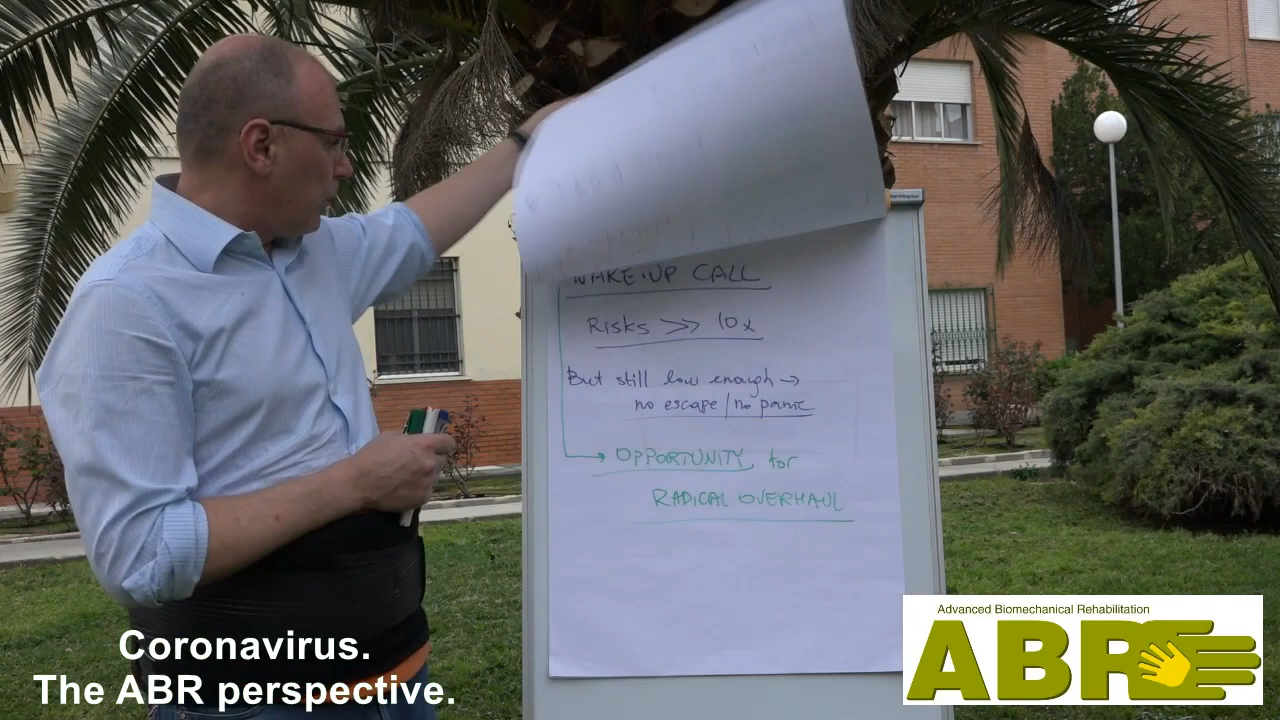 WAKE-UP CALL
Risks >> 10x
But still low enough →
no escape / no panic
OPPORTUNITY for
RADICAL OVERHAUL
Coronavirus.
The ABR perspective.
Advanced Biomechanical Rehabilitation
ABR